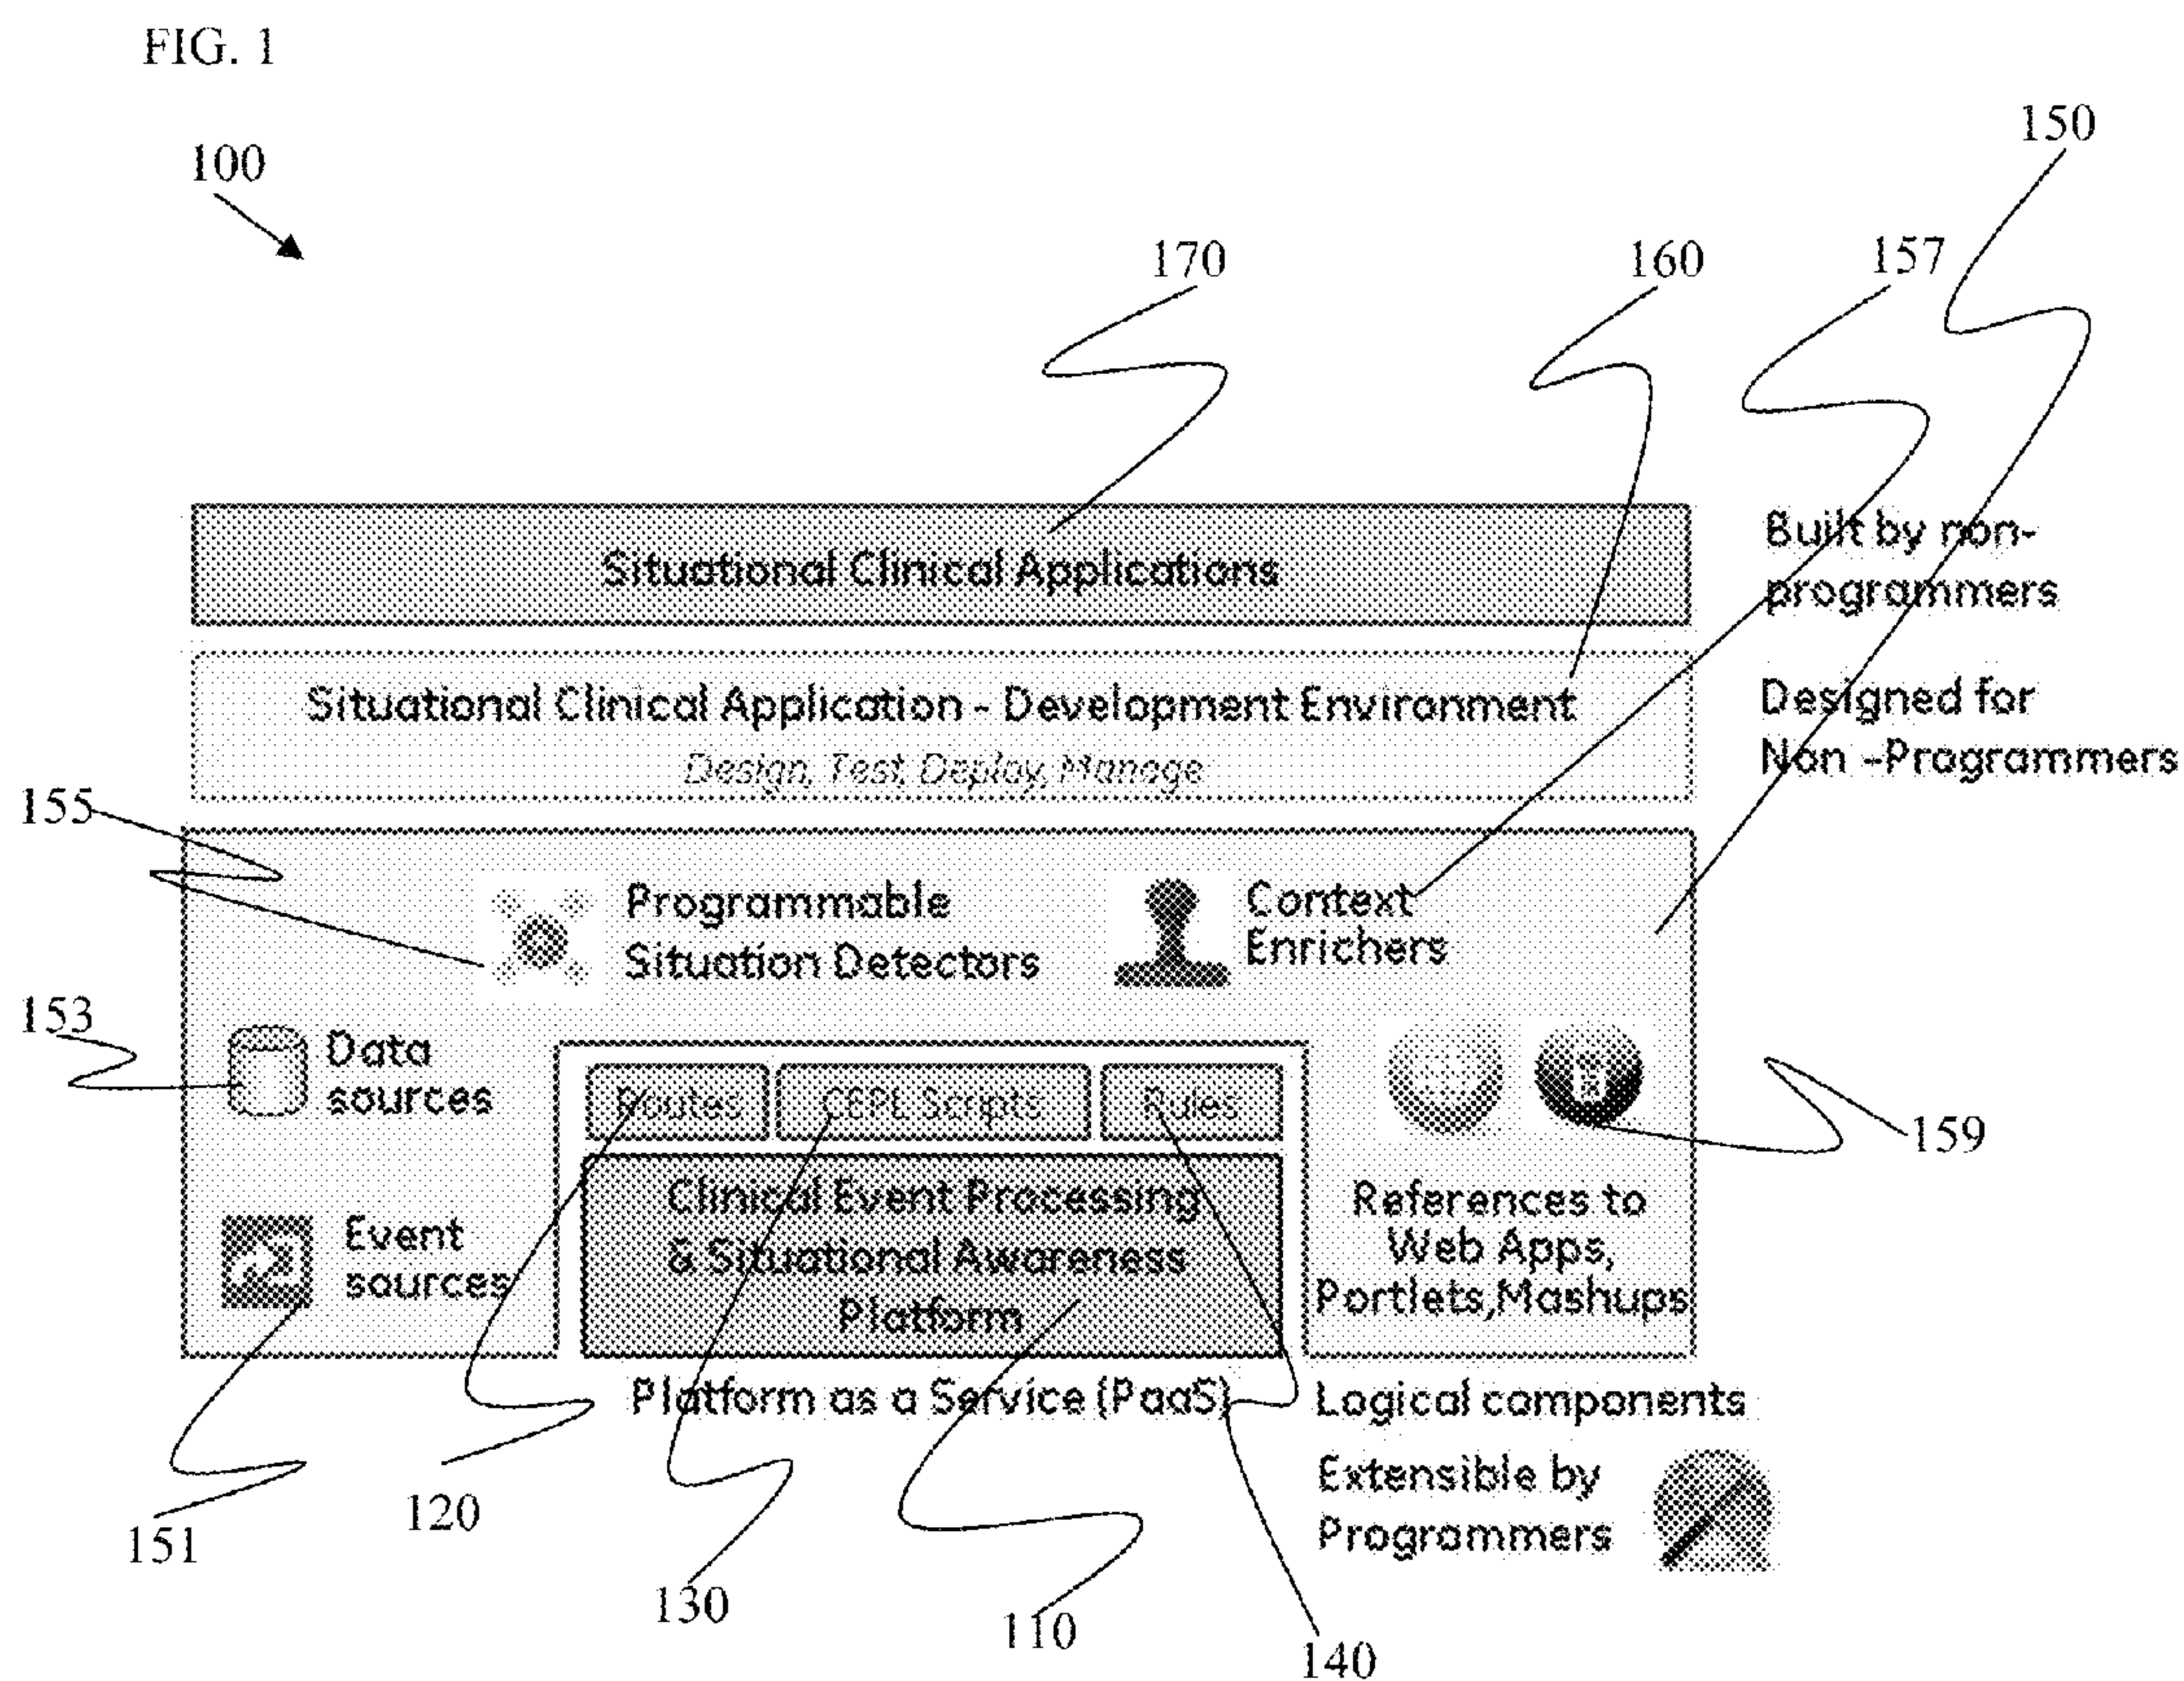 FIG. 1
150
100
170
160
157
Situational Clinical Applications
Built by non-
programmers
Situational Clinical Application - Development Environment
Design, Test, Deploy, Manage
Designed for
Non -Programmers
155
Programmable
Situation Detectors
Context
Enrichers
153
Data
sources
Routes
CEPL Scripts
Rules
159
Event
sources
Clinical Event Processing
& Situational Awareness
Platform
References to
Web Apps,
Portlets,Mashups
Platform as a Service (PaaS)
Logical components
Extensible by
Programmers
151
120
130
110
140